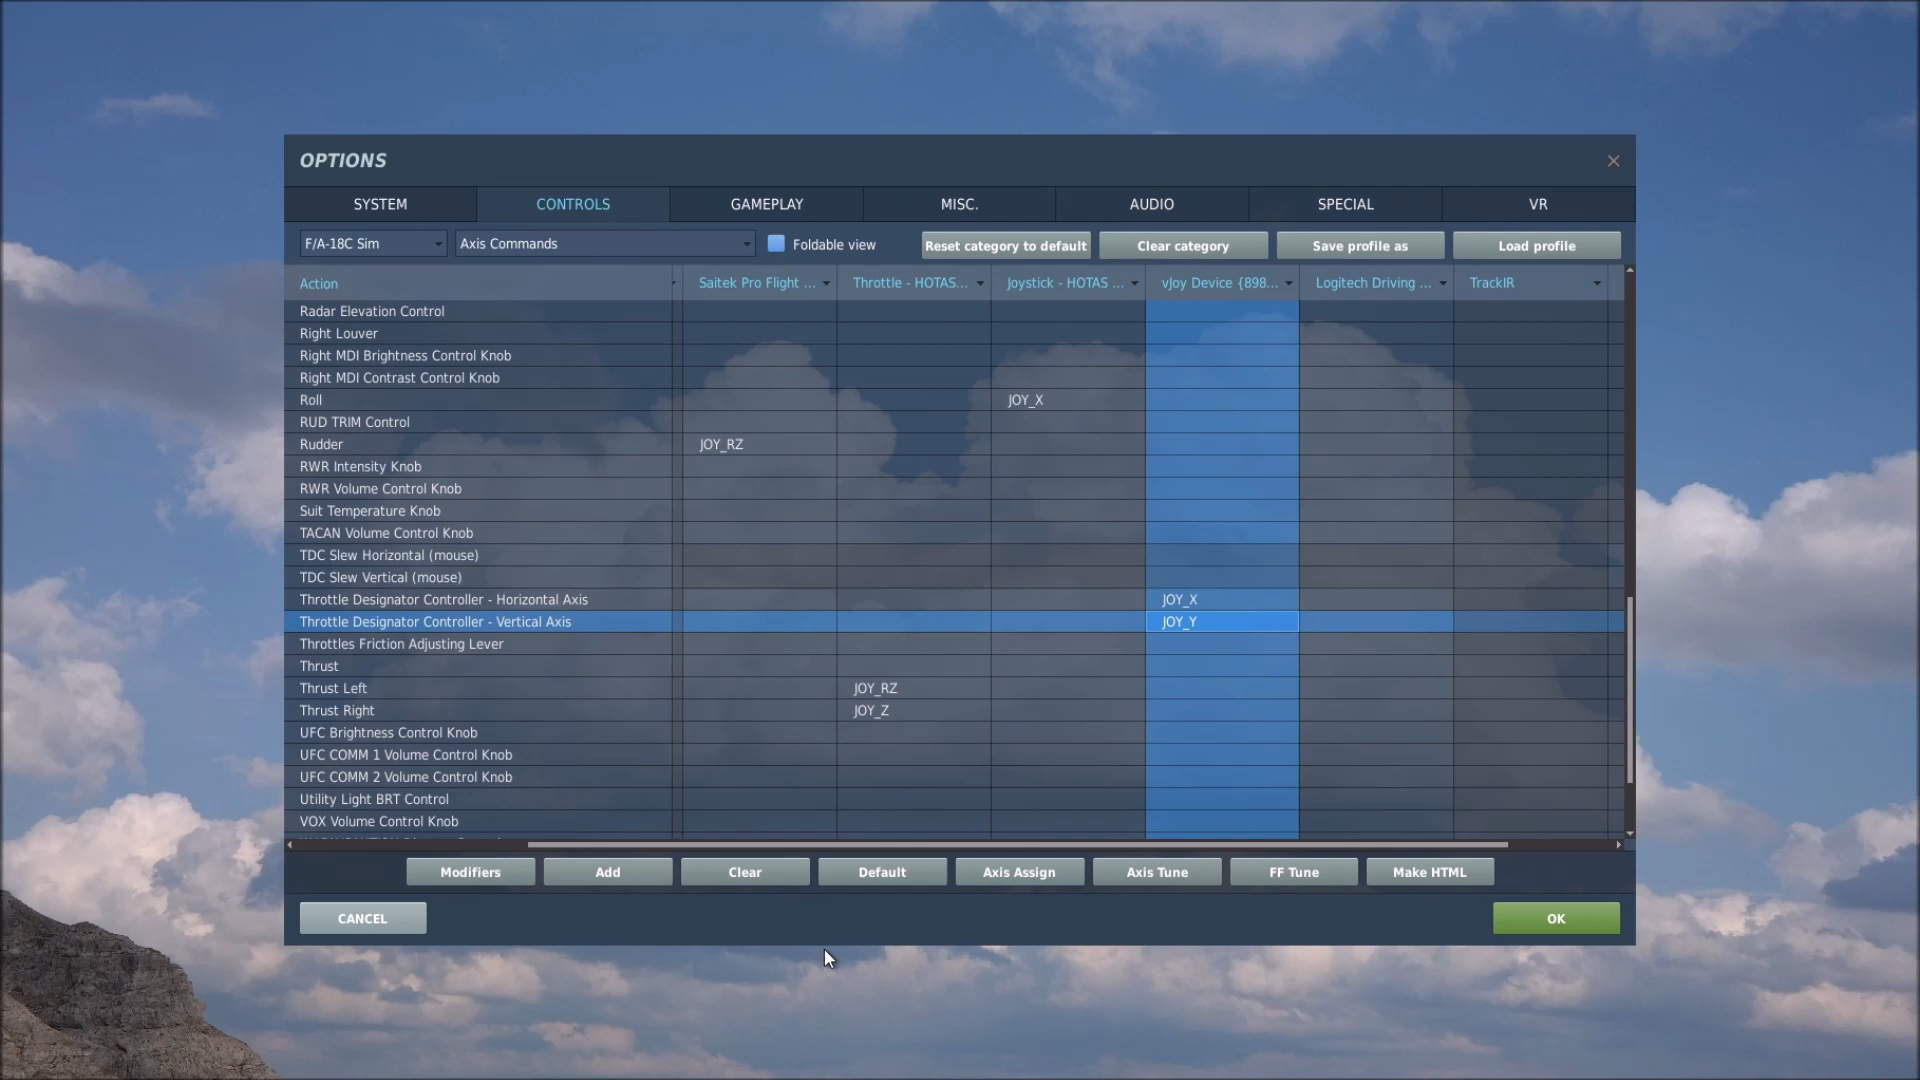 OPTIONS
SYSTEM CONTROLS GAMEPLAY MISC. AUDIO SPECIAL VR
F/A-18C Sim Axis Commands Foldable view Reset category to default Clear category Save profile as Load profile
Action Saitek Pro Flight ... Throttle - HOTAS... Joystick - HOTAS ... vJoy Device {898... Logitech Driving ... TrackIR
Radar Elevation Control
Right Louver
Right MDI Brightness Control Knob
Right MDI Contrast Control Knob
Roll JOY_X
RUD TRIM Control
Rudder JOY_RZ
RWR Intensity Knob
RWR Volume Control Knob
Suit Temperature Knob
TACAN Volume Control Knob
TDC Slew Horizontal (mouse)
TDC Slew Vertical (mouse)
Throttle Designator Controller - Horizontal Axis JOY_X
Throttle Designator Controller - Vertical Axis JOY_Y
Throttles Friction Adjusting Lever
Thrust
Thrust Left JOY_RZ
Thrust Right JOY_Z
UFC Brightness Control Knob
UFC COMM 1 Volume Control Knob
UFC COMM 2 Volume Control Knob
Utility Light BRT Control
VOX Volume Control Knob
Modifiers Add Clear Default Axis Assign Axis Tune FF Tune Make HTML
CANCEL OK